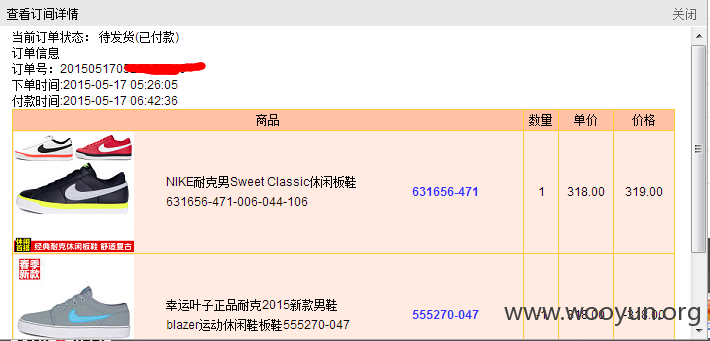 查看订间详情 关闭
当前订单状态： 待发货(已付款)
订单信息
订单号：201505170
下单时间:2015-05-17 05:26:05
付款时间:2015-05-17 06:42:36
商品 数量 单价 价格
NIKE耐克男Sweet Classic休闲板鞋
631656-471-006-044-106
631656-471 1 318.00 319.00
休闲首搭 经典耐克休闲板鞋 舒适复古
春季新款
幸运叶子正品耐克2015新款男鞋
blazer运动休闲鞋板鞋555270-047
555270-047 -1 318.00 -318.00
www.wooyun.org